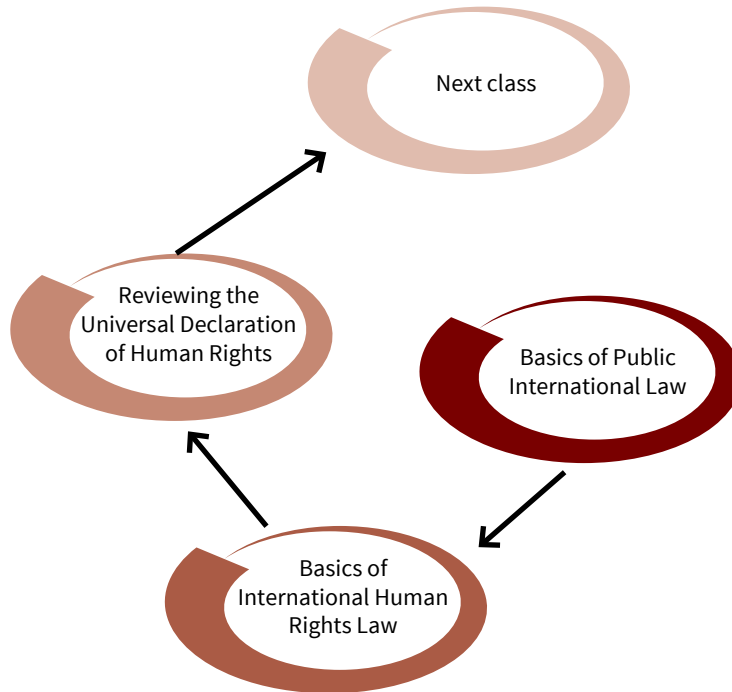 Next class
Reviewing the
Universal Declaration
of Human Rights
Basics of Public
International Law
Basics of
International Human
Rights Law